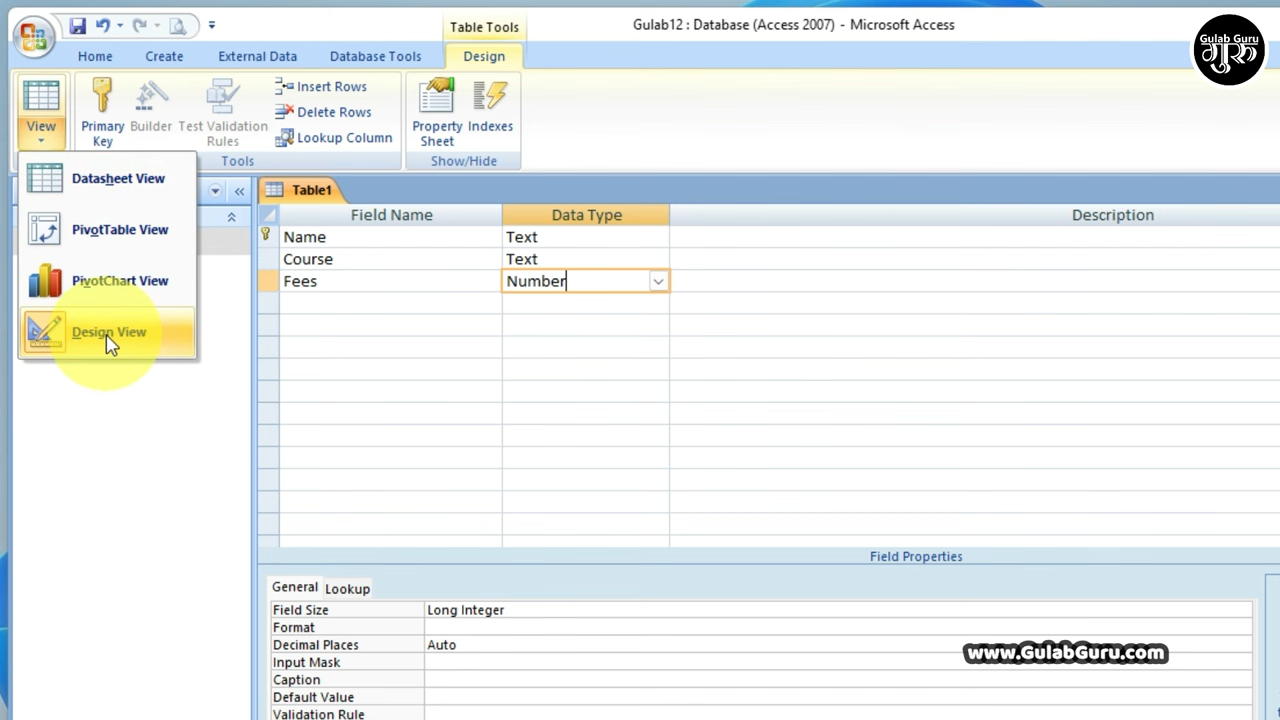 Gulab12 : Database (Access 2007) - Microsoft Access
Table Tools
Home Create External Data Database Tools Design
Gulab Guru
गुरु
View
Primary Key
Builder
Test Validation Rules
Insert Rows
Delete Rows
Lookup Column
Property Sheet
Indexes
Tools
Show/Hide
Datasheet View
PivotTable View
PivotChart View
Design View
Table1
Field Name Data Type Description
Name Text
Course Text
Fees Number
Field Properties
General Lookup
Field Size Long Integer
Format
Decimal Places Auto
Input Mask
Caption
Default Value
Validation Rule
www.GulabGuru.com